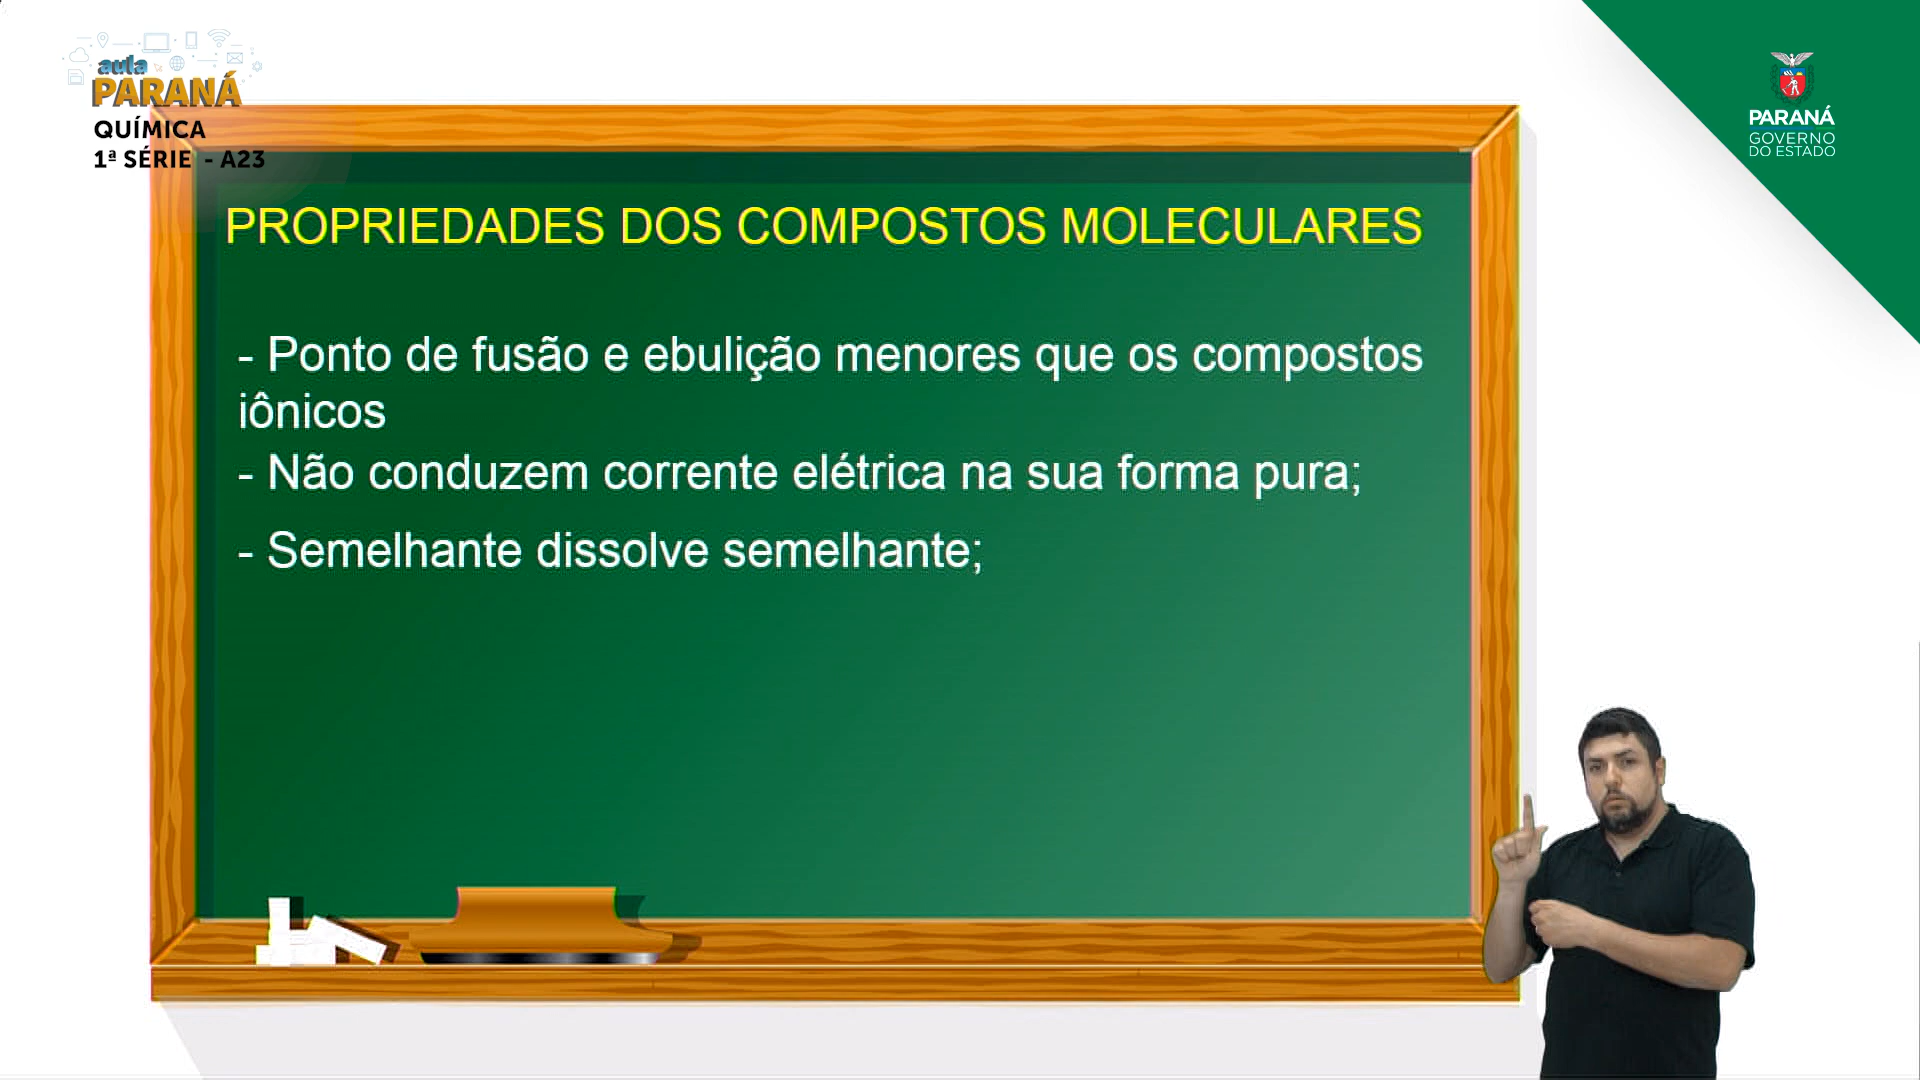 aula
PARANÁ
QUÍMICA
1ª SÉRIE - A23
PARANÁ
GOVERNO
DO ESTADO
PROPRIEDADES DOS COMPOSTOS MOLECULARES
- Ponto de fusão e ebulição menores que os compostos
iônicos
- Não conduzem corrente elétrica na sua forma pura;
- Semelhante dissolve semelhante;